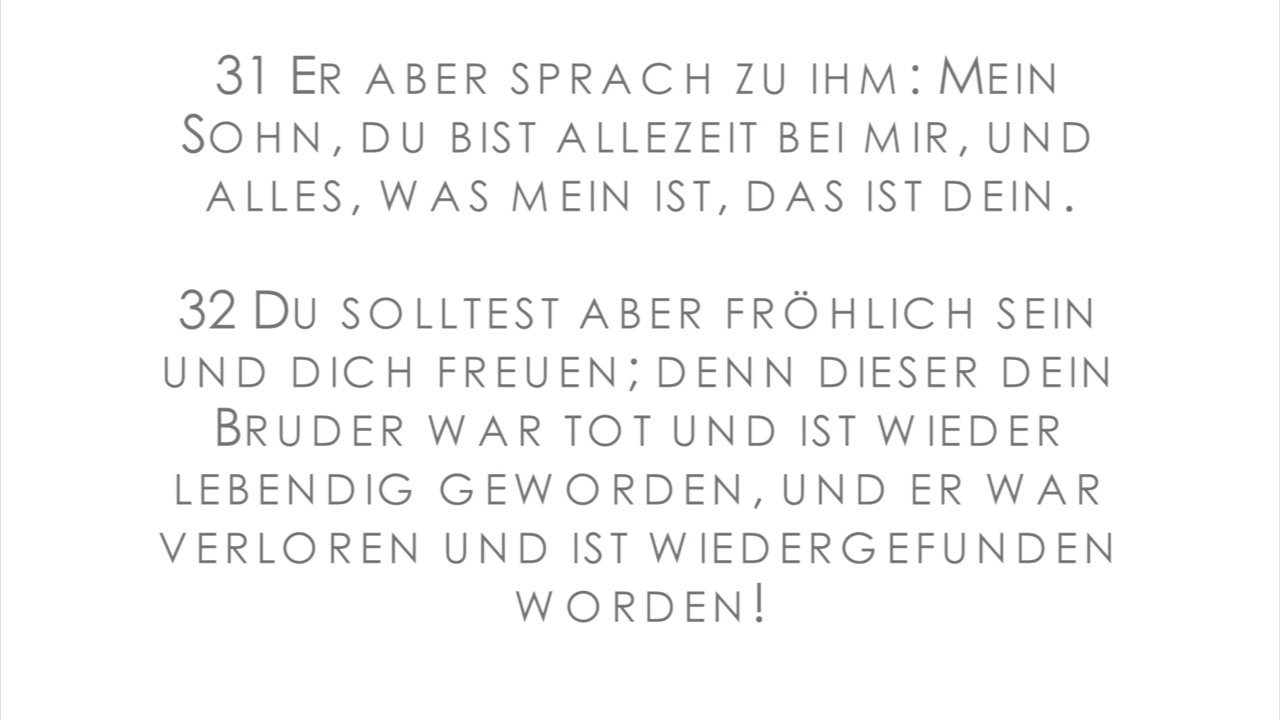 31 Er aber sprach zu ihm: Mein
Sohn, du bist allezeit bei mir, und
alles, was mein ist, das ist dein.
32 Du solltest aber fröhlich sein
und dich freuen; denn dieser dein
Bruder war tot und ist wieder
lebendig geworden, und er war
verloren und ist wiedergefunden
worden!